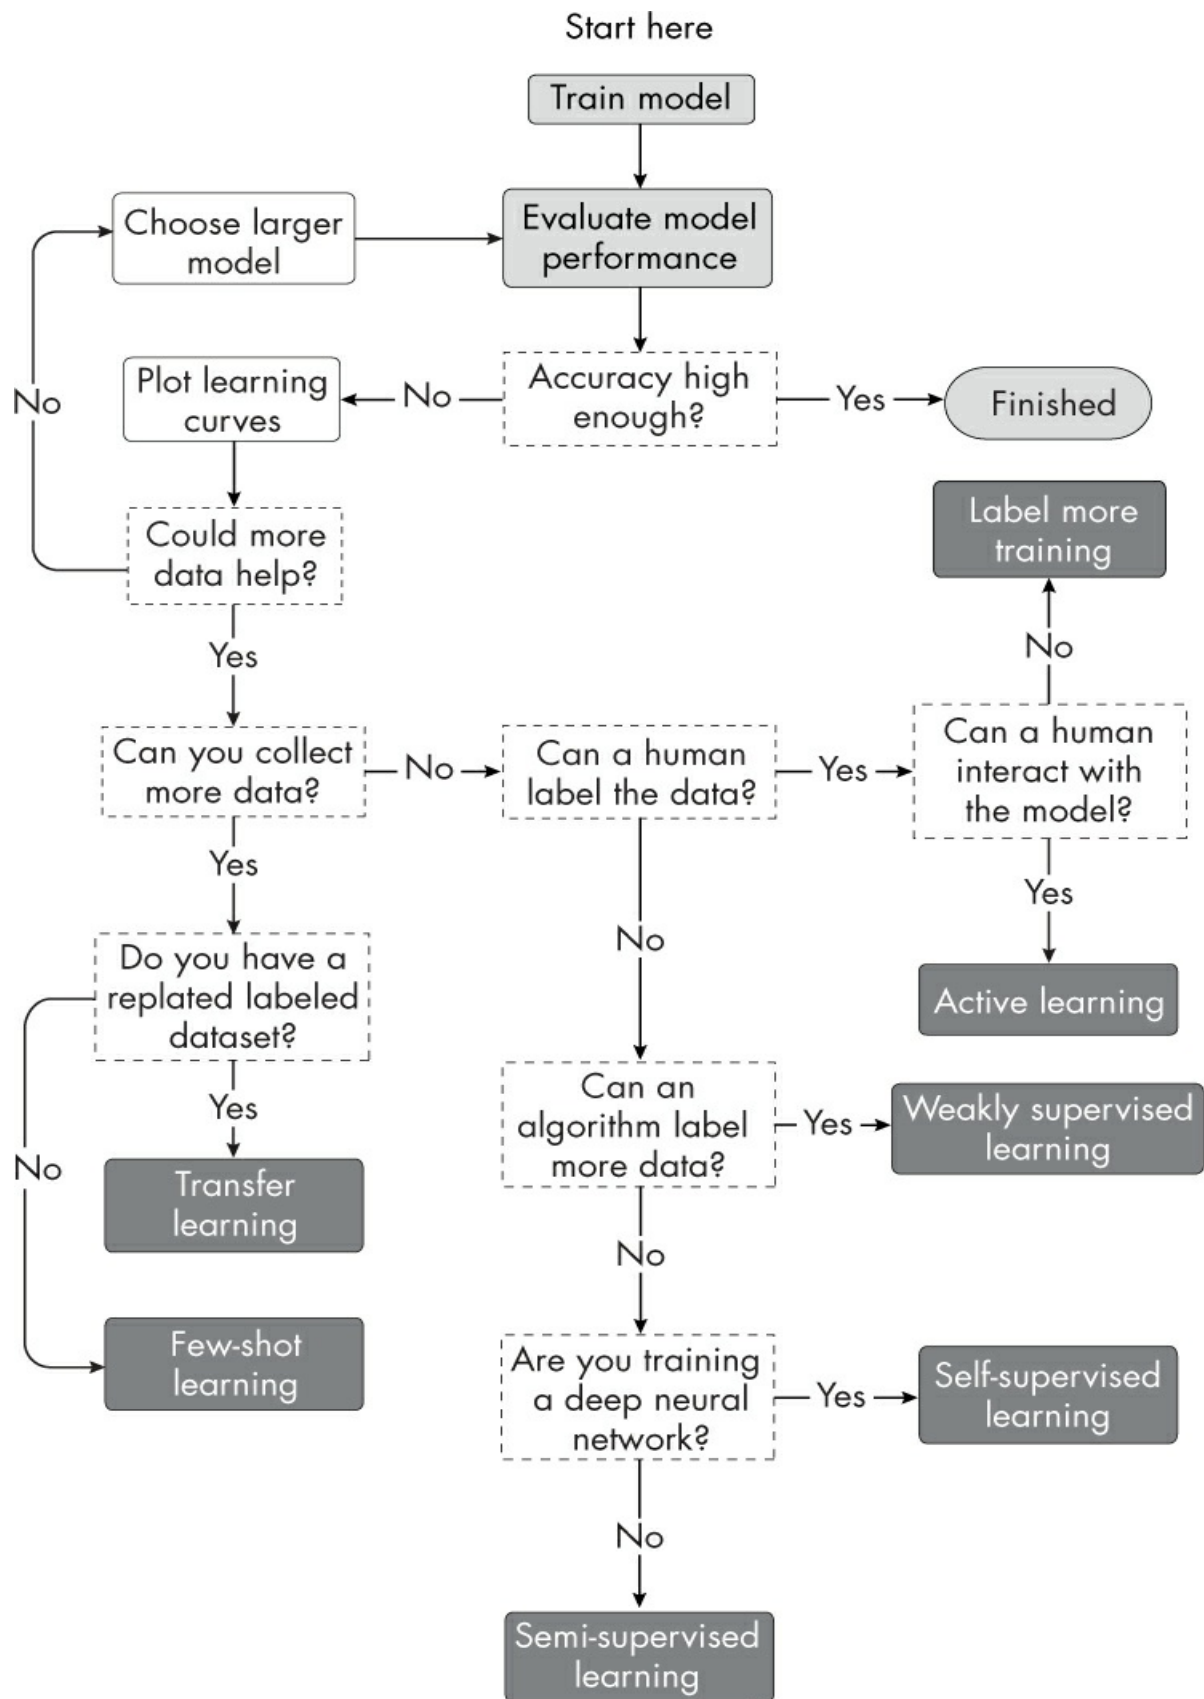 Start here
Train model
Choose larger
model
Evaluate model
performance
No
Plot learning
curves
No
Accuracy high
enough?
Yes
Finished
Could more
data help?
Label more
training
Yes
No
Can you collect
more data?
No
Can a human
label the data?
Yes
Can a human
interact with
the model?
Yes
Yes
No
Do you have a
replated labeled
dataset?
Active learning
Yes
No
Can an
algorithm label
more data?
Yes
Weakly supervised
learning
Transfer
learning
No
Few-shot
learning
Are you training
a deep neural
network?
Yes
Self-supervised
learning
No
Semi-supervised
learning